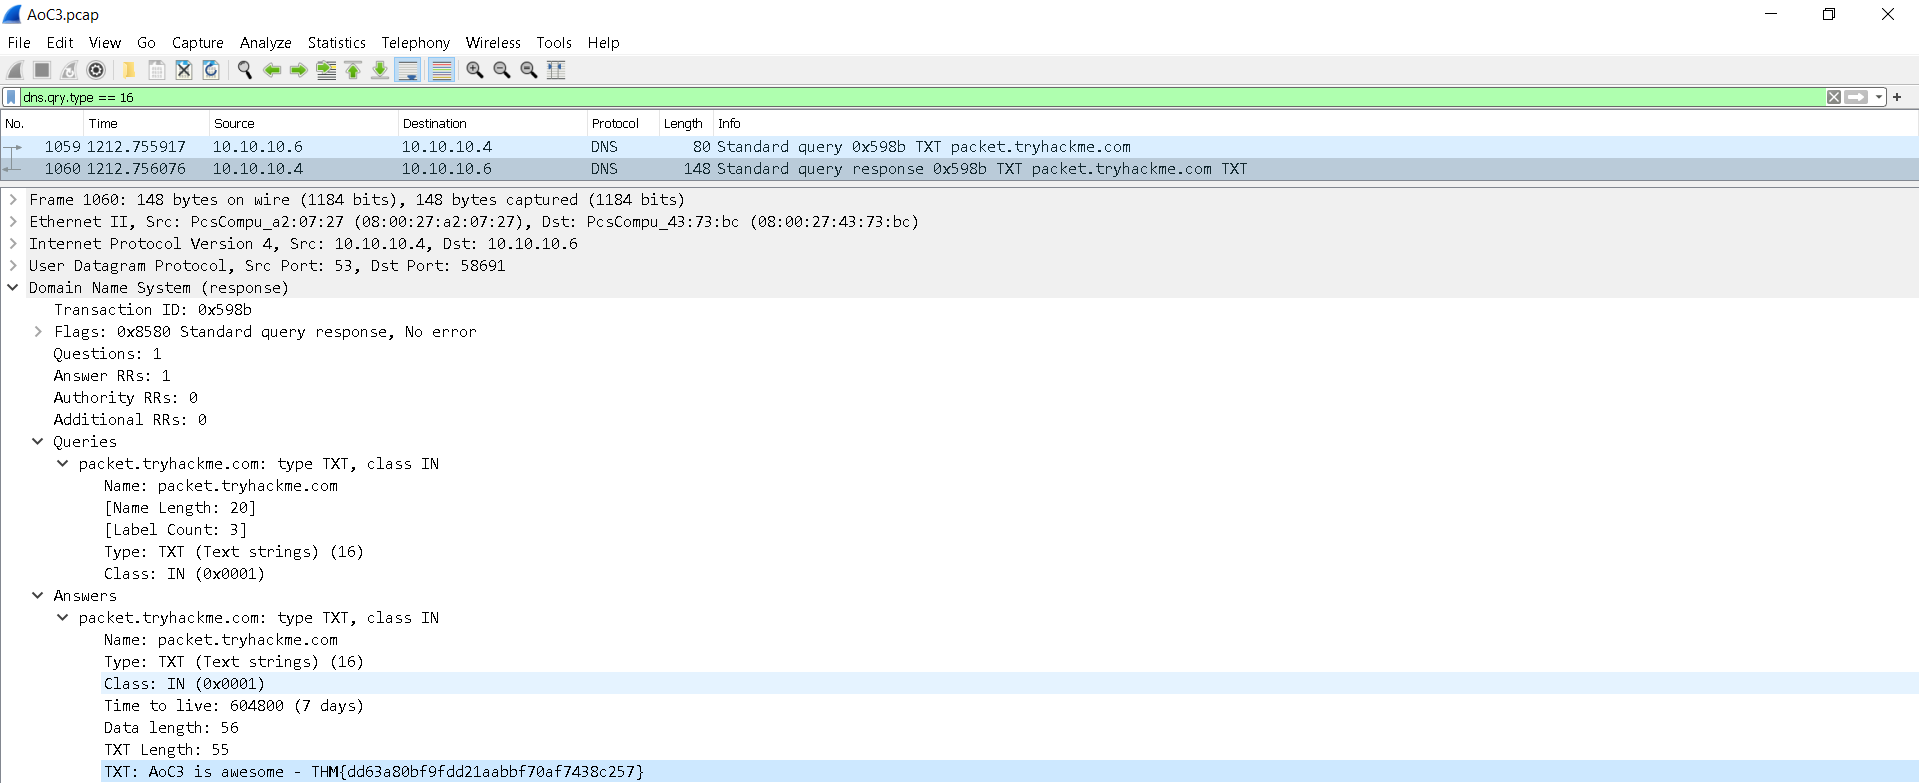 AoC3.pcap
File Edit View Go Capture Analyze Statistics Telephony Wireless Tools Help
dns.qry.type == 16
No. Time Source Destination Protocol Length Info
1059 1212.755917 10.10.10.6 10.10.10.4 DNS 80 Standard query 0x598b TXT packet.tryhackme.com
1060 1212.756076 10.10.10.4 10.10.10.6 DNS 148 Standard query response 0x598b TXT packet.tryhackme.com TXT
Frame 1060: 148 bytes on wire (1184 bits), 148 bytes captured (1184 bits)
Ethernet II, Src: PcsCompu_a2:07:27 (08:00:27:a2:07:27), Dst: PcsCompu_43:73:bc (08:00:27:43:73:bc)
Internet Protocol Version 4, Src: 10.10.10.4, Dst: 10.10.10.6
User Datagram Protocol, Src Port: 53, Dst Port: 58691
Domain Name System (response)
Transaction ID: 0x598b
Flags: 0x8580 Standard query response, No error
Questions: 1
Answer RRs: 1
Authority RRs: 0
Additional RRs: 0
Queries
packet.tryhackme.com: type TXT, class IN
Name: packet.tryhackme.com
[Name Length: 20]
[Label Count: 3]
Type: TXT (Text strings) (16)
Class: IN (0x0001)
Answers
packet.tryhackme.com: type TXT, class IN
Name: packet.tryhackme.com
Type: TXT (Text strings) (16)
Class: IN (0x0001)
Time to live: 604800 (7 days)
Data length: 56
TXT Length: 55
TXT: AoC3 is awesome - THM{dd63a80bf9fdd21aabbf70af7438c257}